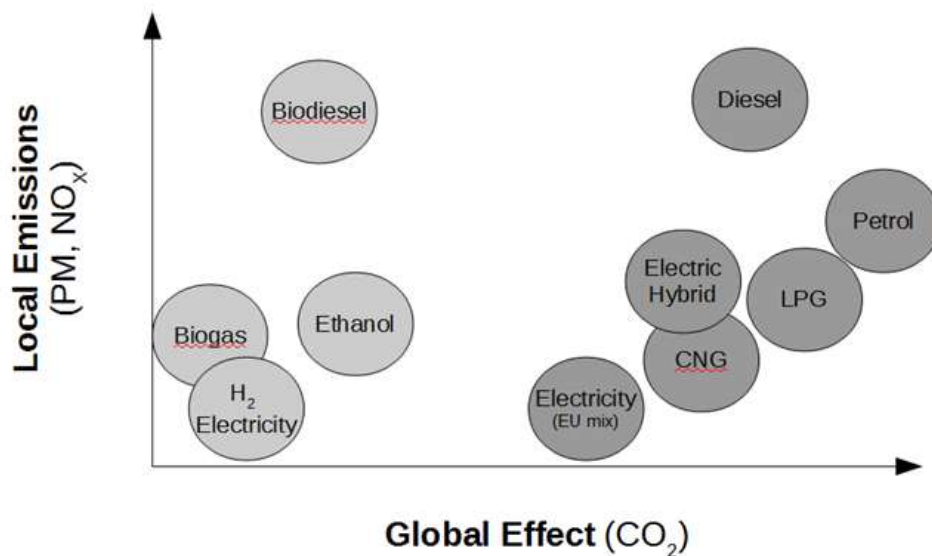 Local Emissions
(PM, NOX)
Biodiesel
Diesel
Petrol
Electric
Hybrid
LPG
Biogas
Ethanol
CNG
H2
Electricity
Electricity
(EU mix)
Global Effect (CO2)